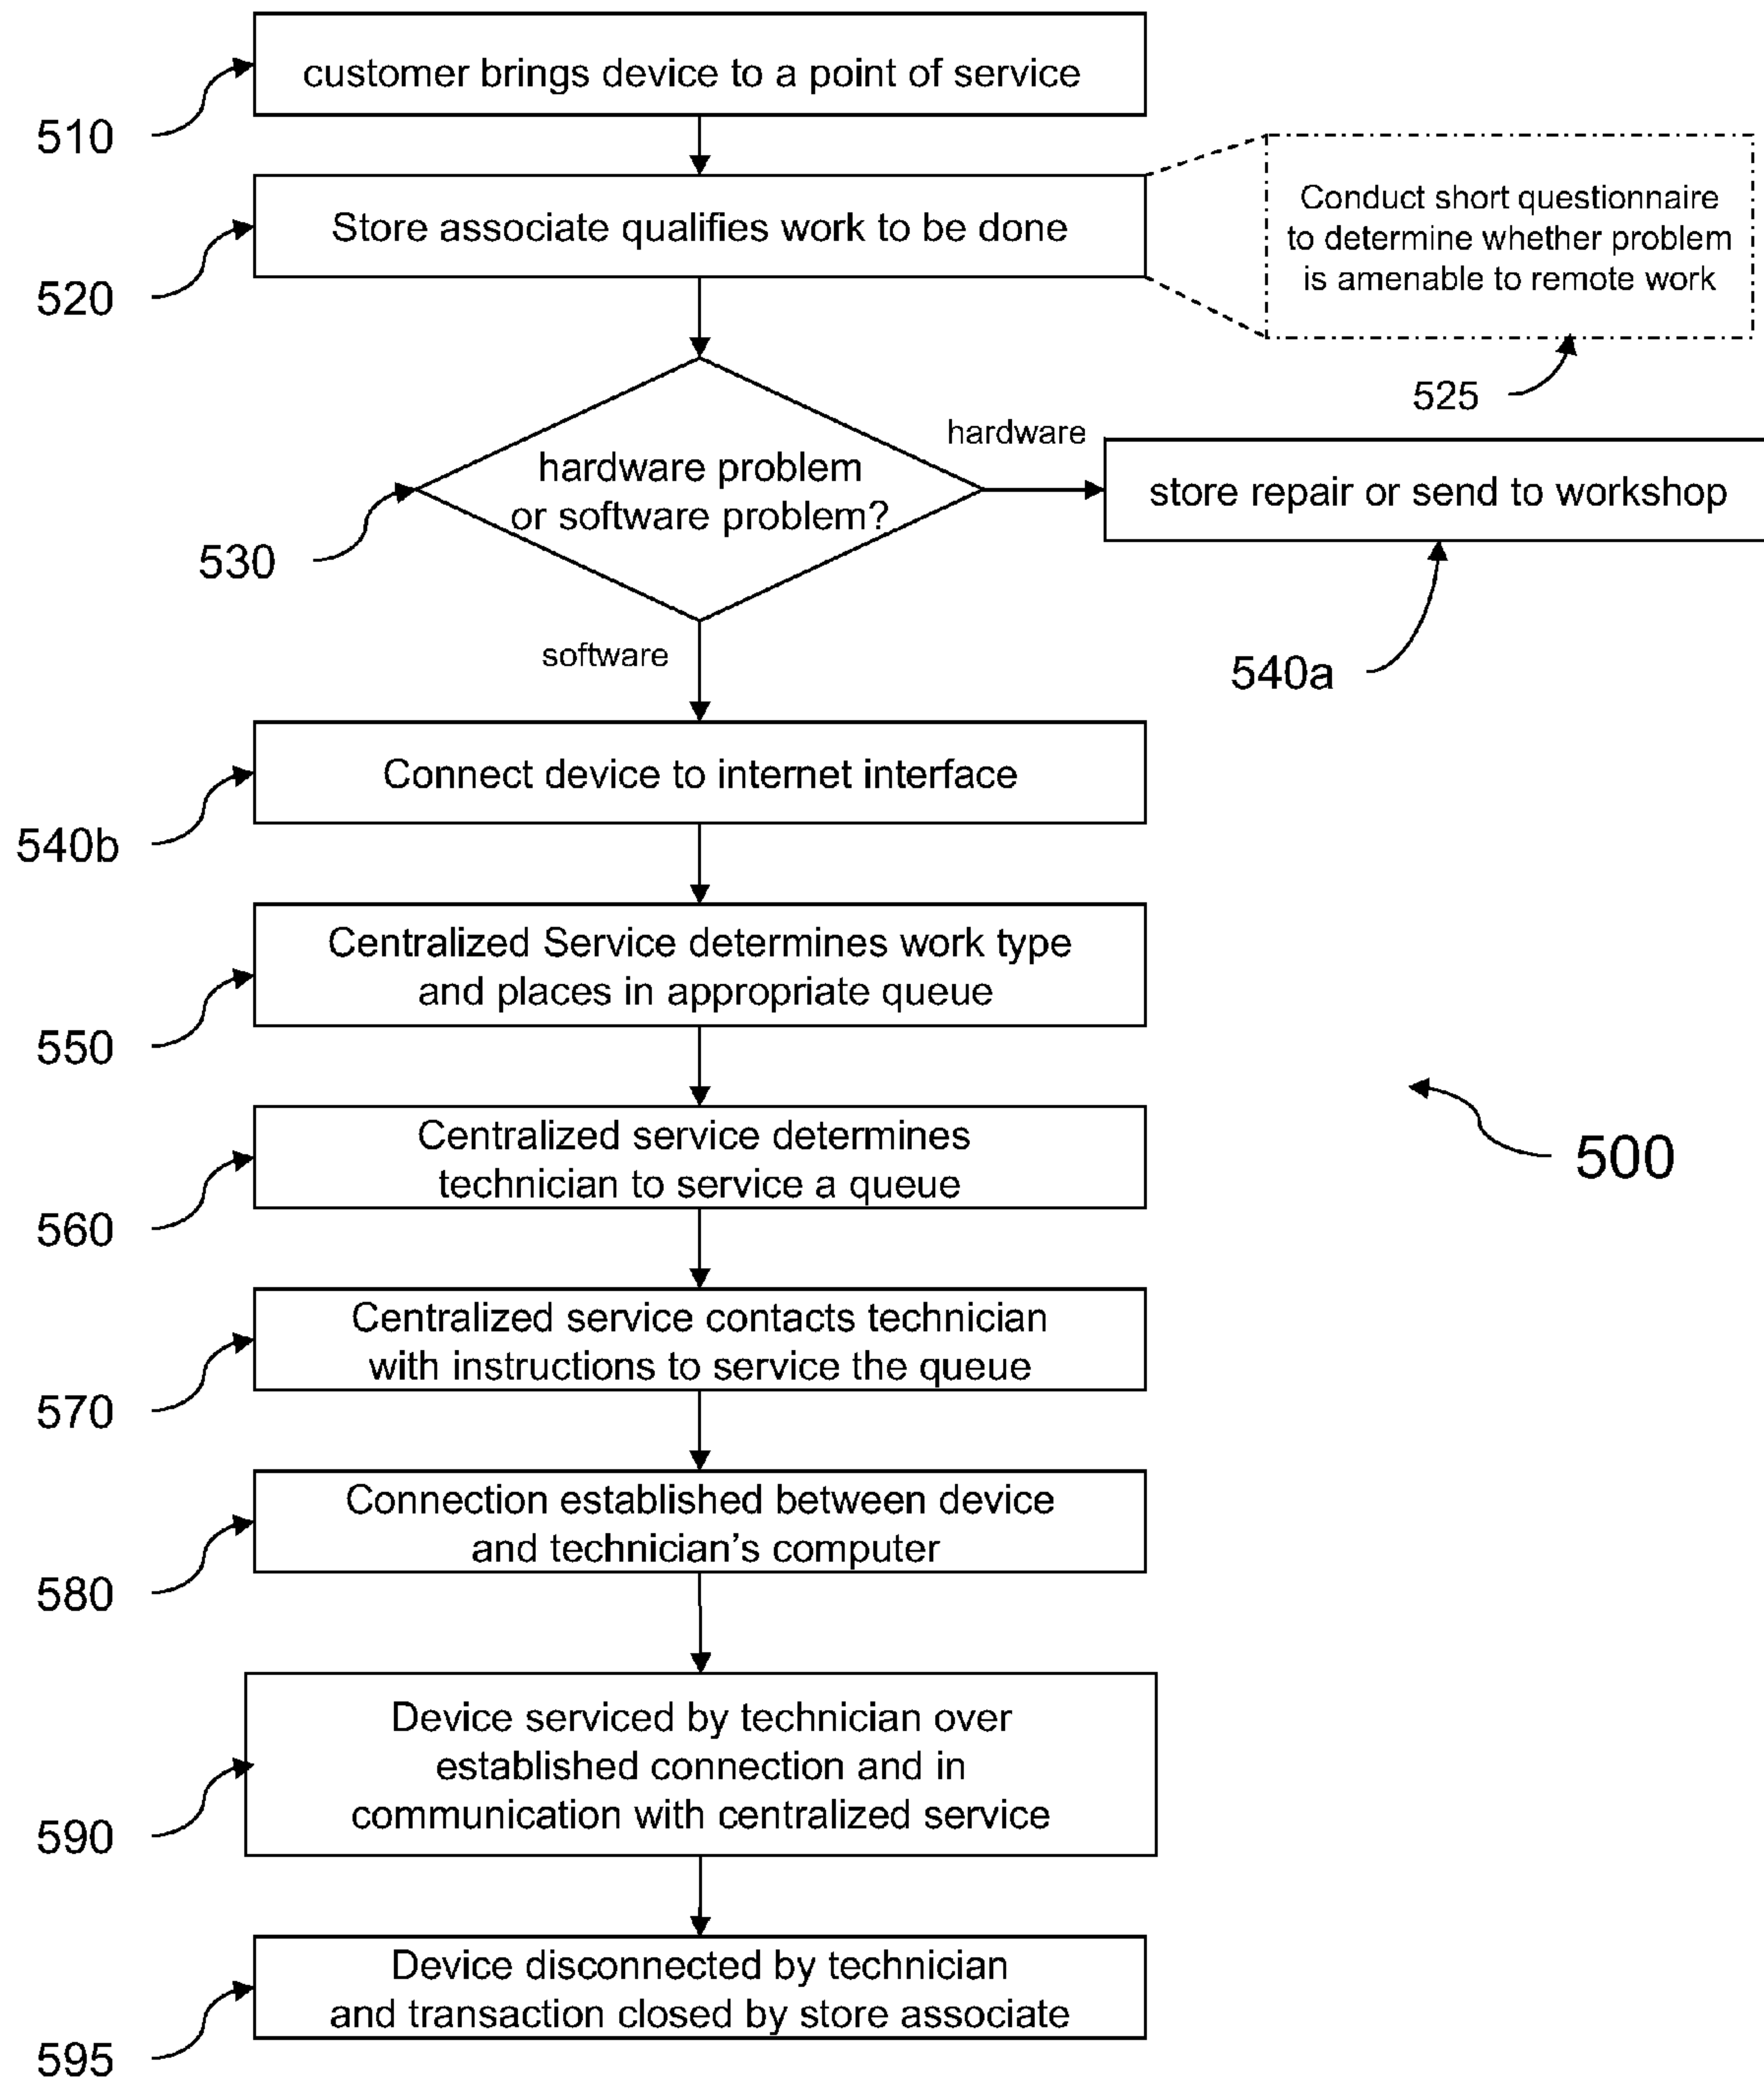 customer brings device to a point of service
510
Store associate qualifies work to be done
520
Conduct short questionnaire
to determine whether problem
is amenable to remote work
525
hardware problem
or software problem?
530
hardware
store repair or send to workshop
540a
software
Connect device to internet interface
540b
Centralized Service determines work type
and places in appropriate queue
550
Centralized service determines
technician to service a queue
560
500
Centralized service contacts technician
with instructions to service the queue
570
Connection established between device
and technician’s computer
580
Device serviced by technician over
established connection and in
communication with centralized service
590
Device disconnected by technician
and transaction closed by store associate
595